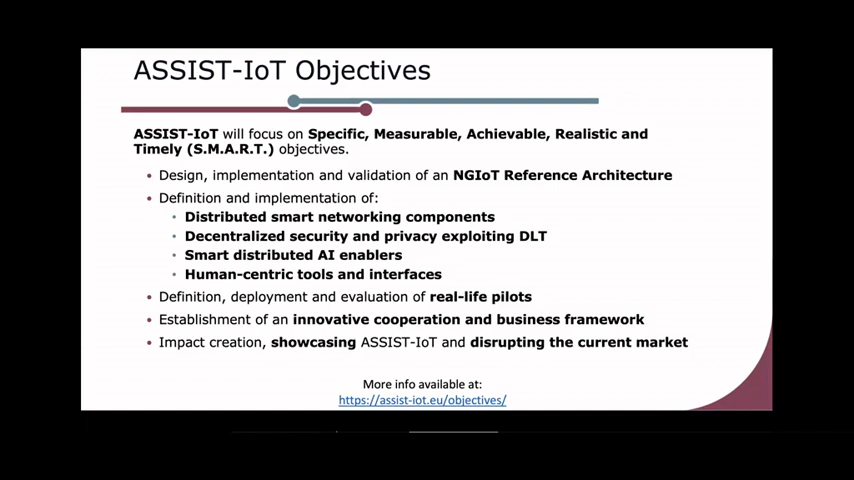 ASSIST-IoT Objectives
ASSIST-IoT will focus on Specific, Measurable, Achievable, Realistic and
Timely (S.M.A.R.T.) objectives.
• Design, implementation and validation of an NGIoT Reference Architecture
• Definition and implementation of:
• Distributed smart networking components
• Decentralized security and privacy exploiting DLT
• Smart distributed AI enablers
• Human-centric tools and interfaces
• Definition, deployment and evaluation of real-life pilots
• Establishment of an innovative cooperation and business framework
• Impact creation, showcasing ASSIST-IoT and disrupting the current market
More info available at:
https://assist-iot.eu/objectives/